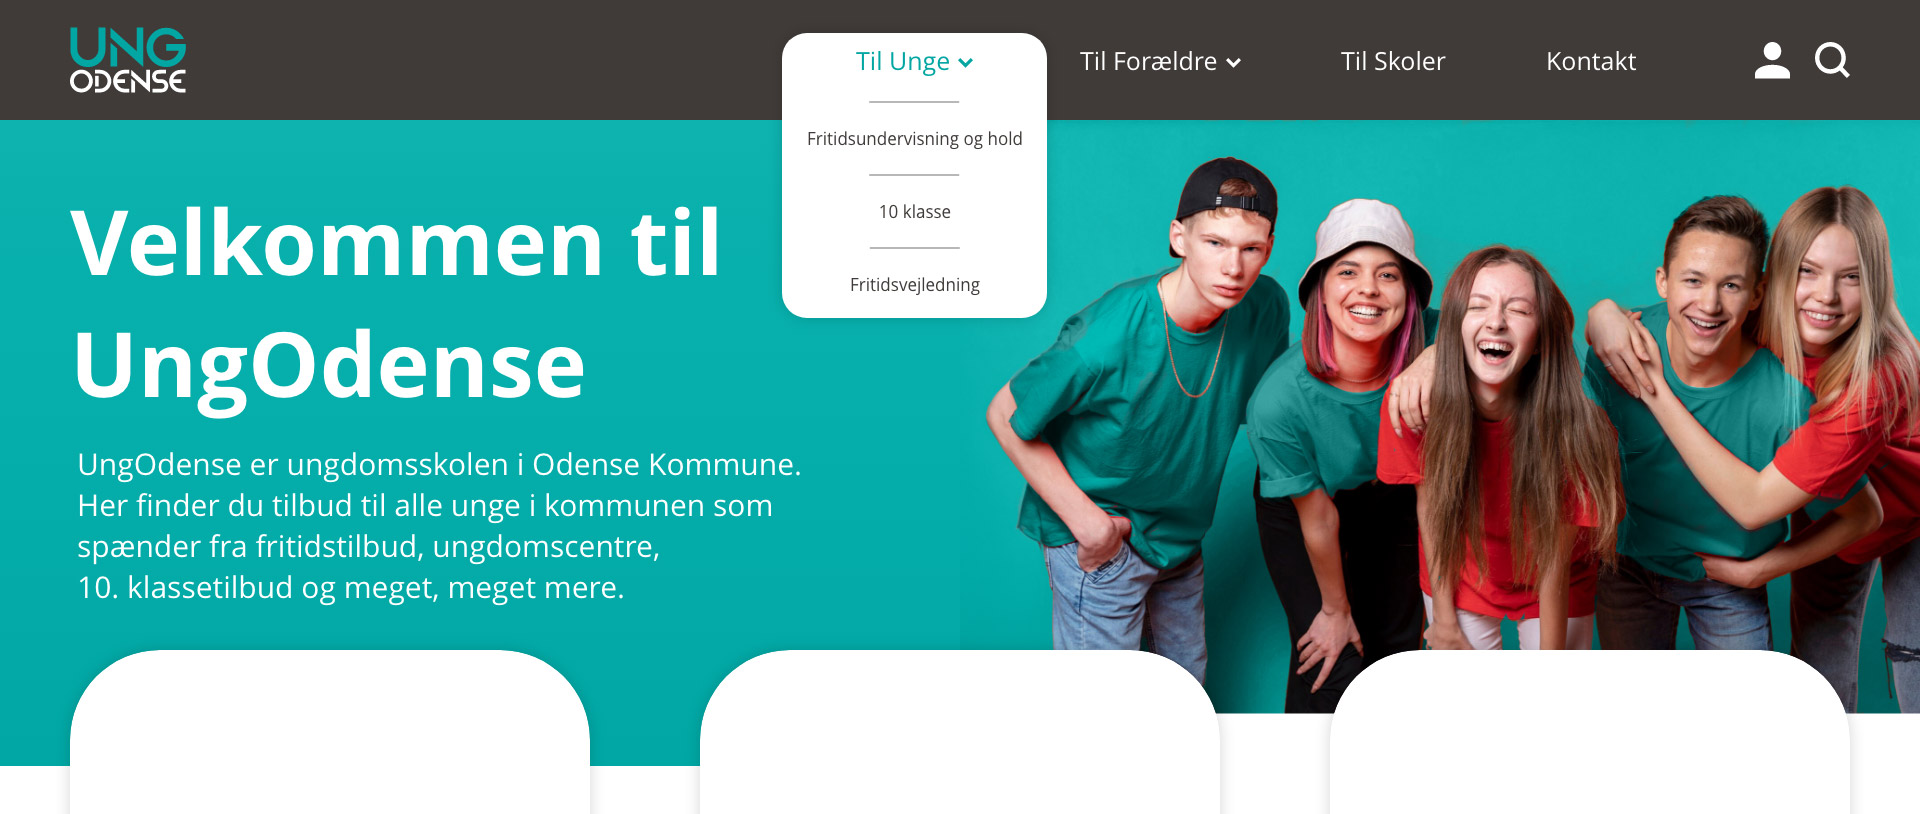 UNG
ODENSE
Til Unge
Til Forældre
Til Skoler
Kontakt
Fritidsundervisning og hold
10 klasse
Fritidsvejledning
Velkommen til
UngOdense
UngOdense er ungdomsskolen i Odense Kommune.
Her finder du tilbud til alle unge i kommunen som
spænder fra fritidstilbud, ungdomscentre,
10. klassetilbud og meget, meget mere.